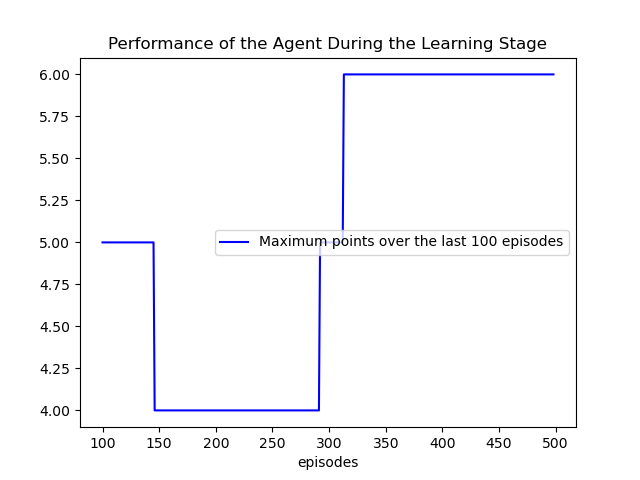 Performance of the Agent During the Learning Stage
6.00
5.75
5.50
5.25
5.00
4.75
4.50
4.25
4.00
Maximum points over the last 100 episodes
100 150 200 250 300 350 400 450 500
episodes